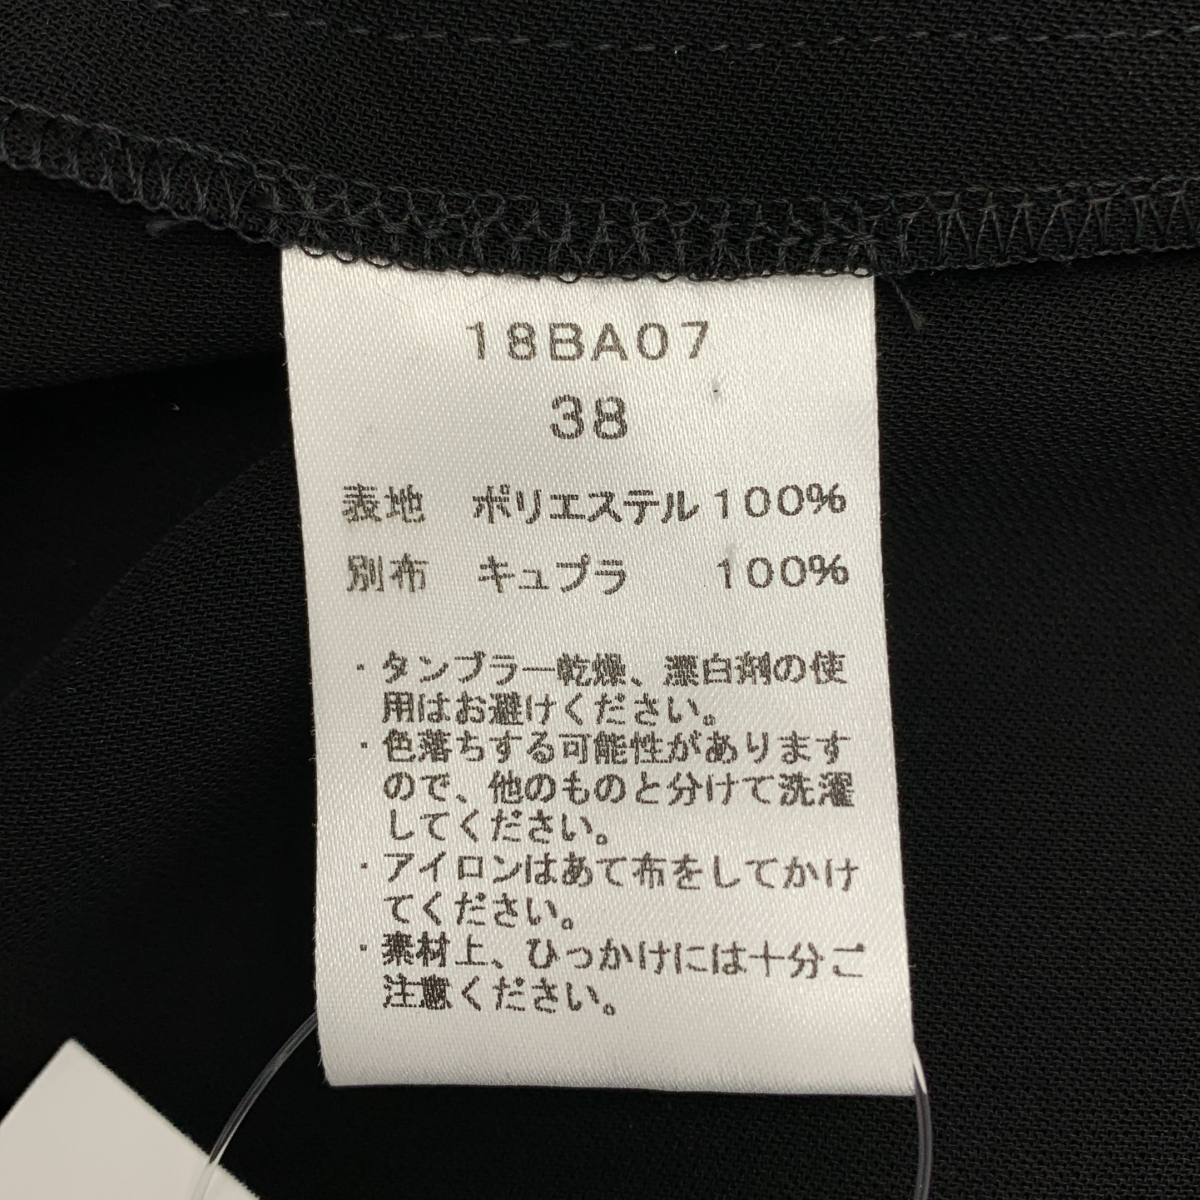 18BA07
38
表地 ポリエステル 100%
別布 キュプラ 100%
・タンブラー乾燥、漂白剤の使
用はお避けください。
・色落ちする可能性があります
ので、他のものと分けて洗濯
してください。
・アイロンはあて布をしてかけ
てください。
・素材上、ひっかけには十分ご
注意ください。